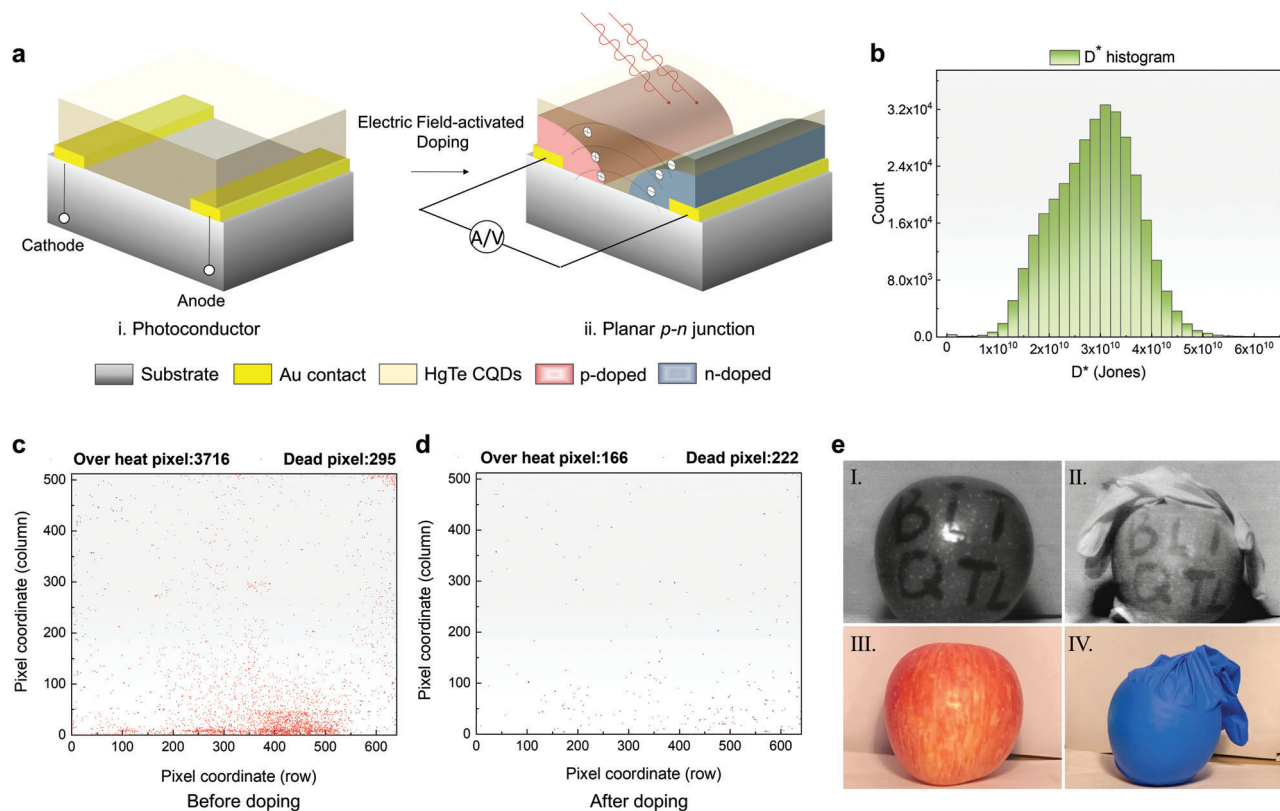 a
Electric Field-activated
Doping
A/V
Cathode
Anode
i. Photoconductor
ii. Planar p-n junction
Substrate
Au contact
HgTe CQDs
p-doped
n-doped
b
D* histogram
3.2x10⁴
2.4x10⁴
1.6x10⁴
8.0x10³
0.0
Count
0
1x10¹⁰
2x10¹⁰
3x10¹⁰
4x10¹⁰
5x10¹⁰
6x10¹⁰
D* (Jones)
c
Over heat pixel:3716
Dead pixel:295
500
400
300
200
100
0
Pixel coordinate (column)
0
100
200
300
400
500
600
Pixel coordinate (row)
Before doping
d
Over heat pixel:166
Dead pixel:222
500
400
300
200
100
0
Pixel coordinate (column)
0
100
200
300
400
500
600
Pixel coordinate (row)
After doping
e
I.
BLI
QTL
II.
BLI
QTL
III.
IV.